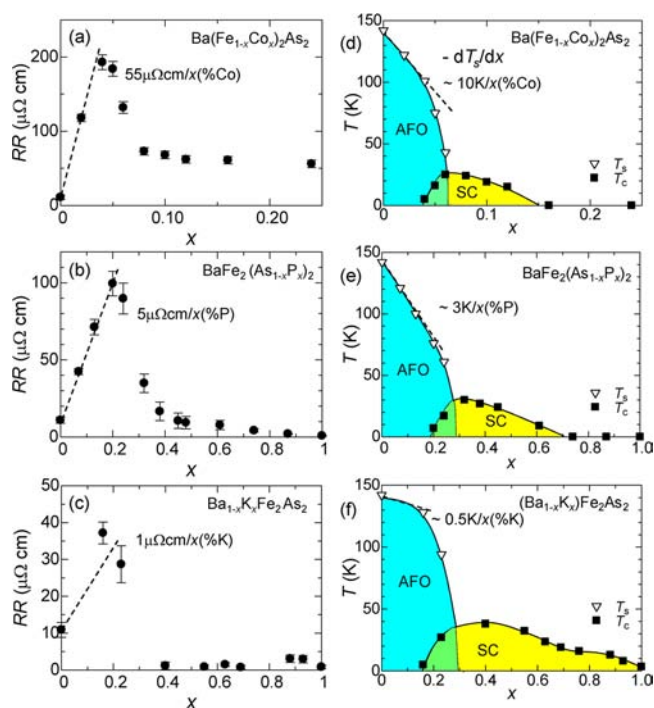 (a) Ba(Fe1-xCox)2As2
55μΩcm/x(%Co)
RR (μΩ cm)
200
100
0
0 0.10 0.20
x
(d) Ba(Fe1-xCox)2As2
- dTs/dx
~ 10K/x(%Co)
AFO
SC
Ts
Tc
T (K)
150
100
50
0
0 0.1 0.2
x
(b) BaFe2 (As1-xPx)2
5μΩcm/x(%P)
RR (μΩ cm)
100
50
0
0 0.2 0.4 0.6 0.8 1.0
x
(e) BaFe2(As1-xPx)2
~ 3K/x(%P)
AFO
SC
Ts
Tc
T (K)
150
100
50
0
0 0.2 0.4 0.6 0.8 1.0
x
(c) Ba1-xKxFe2As2
1μΩcm/x(%K)
RR (μΩ cm)
50
40
30
20
10
0
0 0.2 0.4 0.6 0.8 1.0
x
(f) (Ba1-xKx)Fe2As2
~ 0.5K/x(%K)
AFO
SC
Ts
Tc
T (K)
150
100
50
0
0 0.2 0.4 0.6 0.8 1.0
x